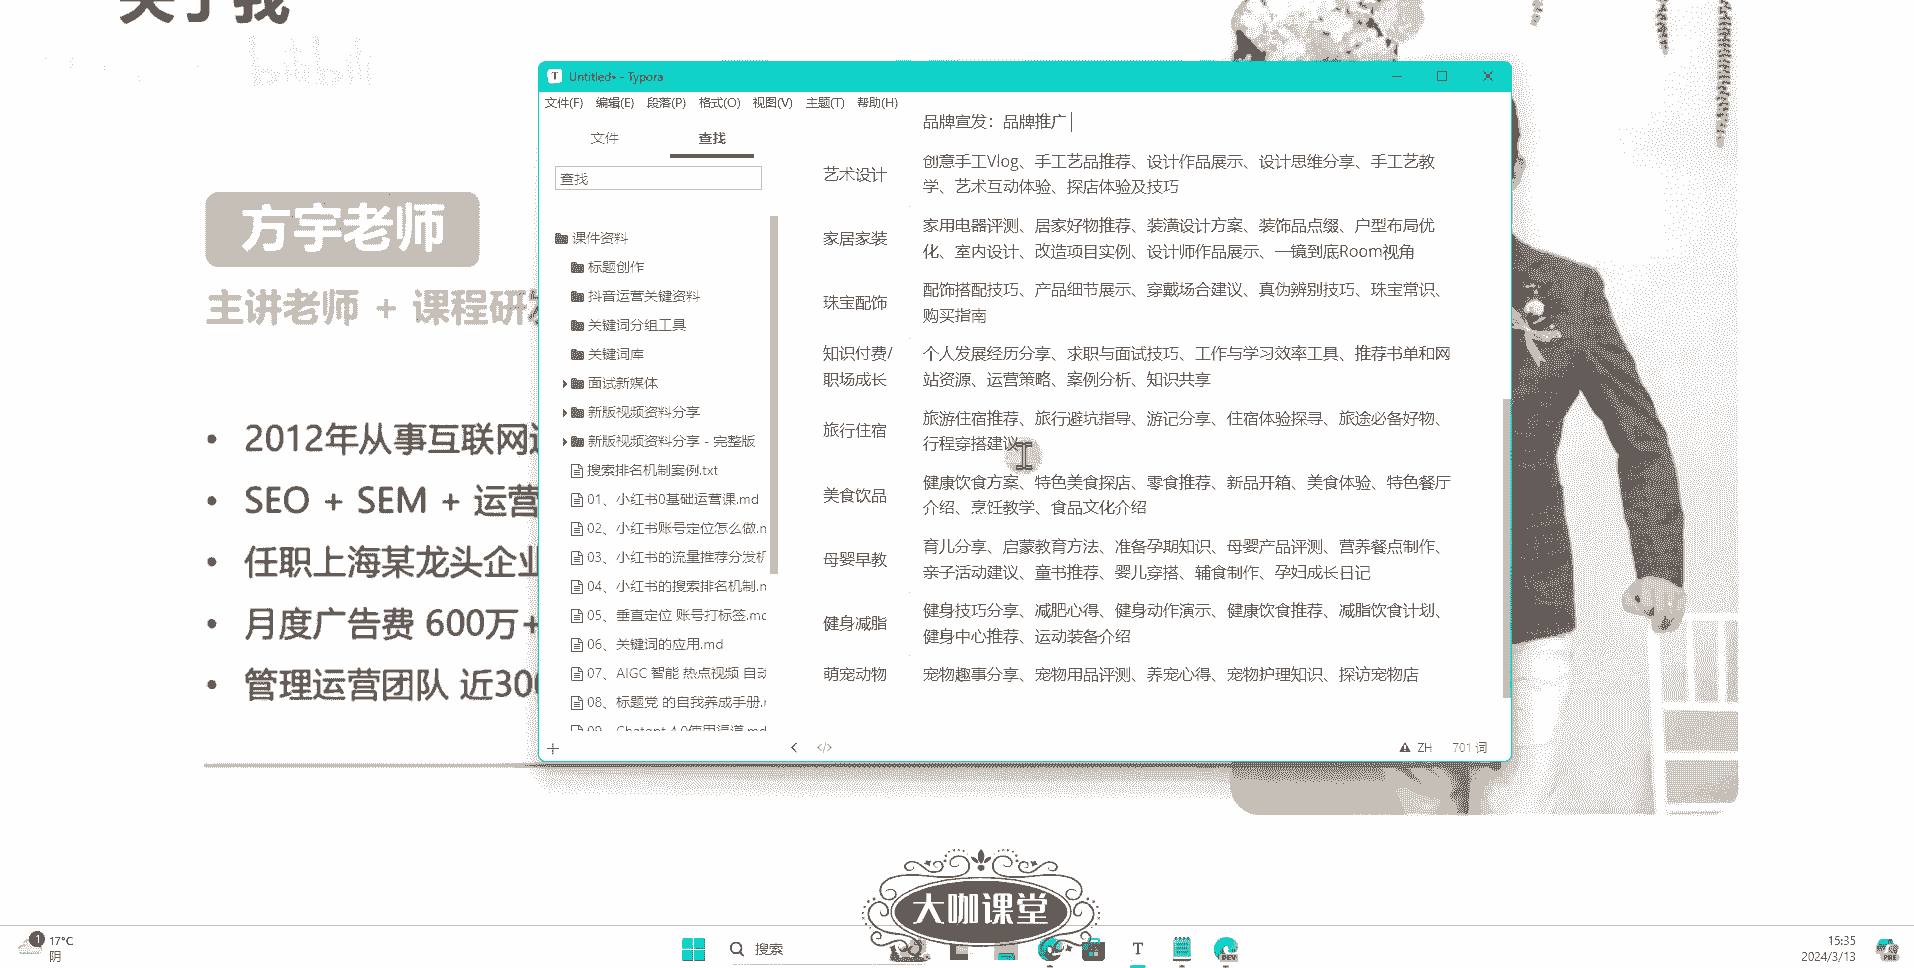 关于我
bilibili
方宇老师
主讲老师 + 课程研发
2012年从事互联网
SEO + SEM + 运营
任职上海某龙头企业
月度广告费 600万+
管理运营团队 近300
Untitled• - Typora
文件(F) 编辑(E) 段落(P) 格式(O) 视图(V) 主题(T) 帮助(H)
文件 查找
查找
课件资料
标题创作
抖音运营关键资料
关键词分组工具
关键词库
面试新媒体
新版视频资料分享
新版视频资料分享 - 完整版
搜索排名机制案例.txt
01、小红书0基础运营课.md
02、小红书账号定位怎么做.m
03、小红书的流量推荐分发机
04、小红书的搜索排名机制.m
05、垂直定位 账号打标签.mc
06、关键词的应用.md
07、AIGC 智能 热点视频 自动
08、标题党 的自我养成手册.r
09、Chatgpt 4.0使用渠道.md
品牌宣发：品牌推广
艺术设计
创意手工Vlog、手工艺品推荐、设计作品展示、设计思维分享、手工艺教
学、艺术互动体验、探店体验及技巧
家居家装
家用电器评测、居家好物推荐、装潢设计方案、装饰品点缀、户型布局优
化、室内设计、改造项目实例、设计师作品展示、一镜到底Room视角
珠宝配饰
配饰搭配技巧、产品细节展示、穿戴场合建议、真伪辨别技巧、珠宝常识、
购买指南
知识付费/
职场成长
个人发展经历分享、求职与面试技巧、工作与学习效率工具、推荐书单和网
站资源、运营策略、案例分析、知识共享
旅行住宿
旅游住宿推荐、旅行避坑指导、游记分享、住宿体验探寻、旅途必备好物、
行程穿搭建议
美食饮品
健康饮食方案、特色美食探店、零食推荐、新品开箱、美食体验、特色餐厅
介绍、烹饪教学、食品文化介绍
母婴早教
育儿分享、启蒙教育方法、准备孕期知识、母婴产品评测、营养餐点制作、
亲子活动建议、童书推荐、婴儿穿搭、辅食制作、孕妇成长日记
健身减脂
健身技巧分享、减肥心得、健身动作演示、健康饮食推荐、减脂饮食计划、
健身中心推荐、运动装备介绍
萌宠动物
宠物趣事分享、宠物用品评测、养宠心得、宠物护理知识、探访宠物店
ZH 701 词
大咖课堂
1 17°C
阴
搜索
T
DEV
15:35
2024/3/13
PRE